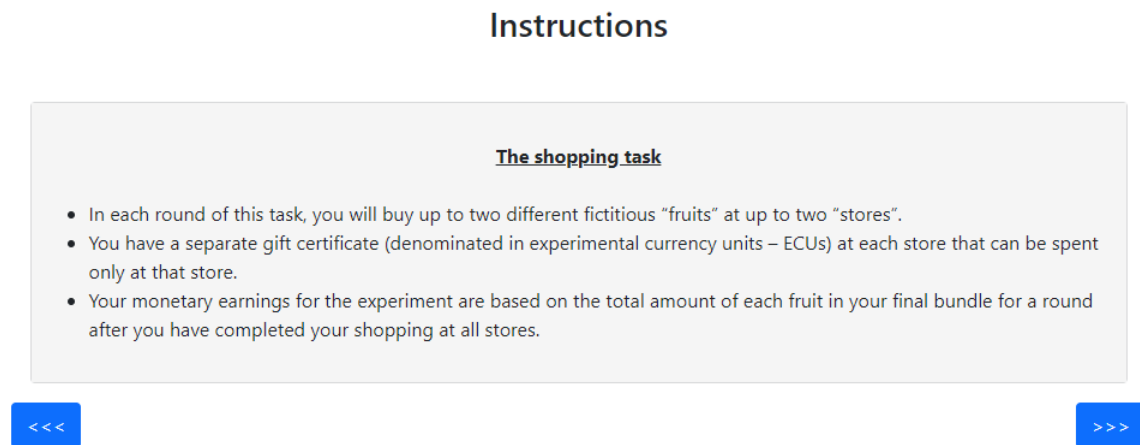 Instructions
The shopping task
• In each round of this task, you will buy up to two different fictitious “fruits” at up to two “stores”.
• You have a separate gift certificate (denominated in experimental currency units – ECUs) at each store that can be spent
only at that store.
• Your monetary earnings for the experiment are based on the total amount of each fruit in your final bundle for a round
after you have completed your shopping at all stores.
<<< >>>